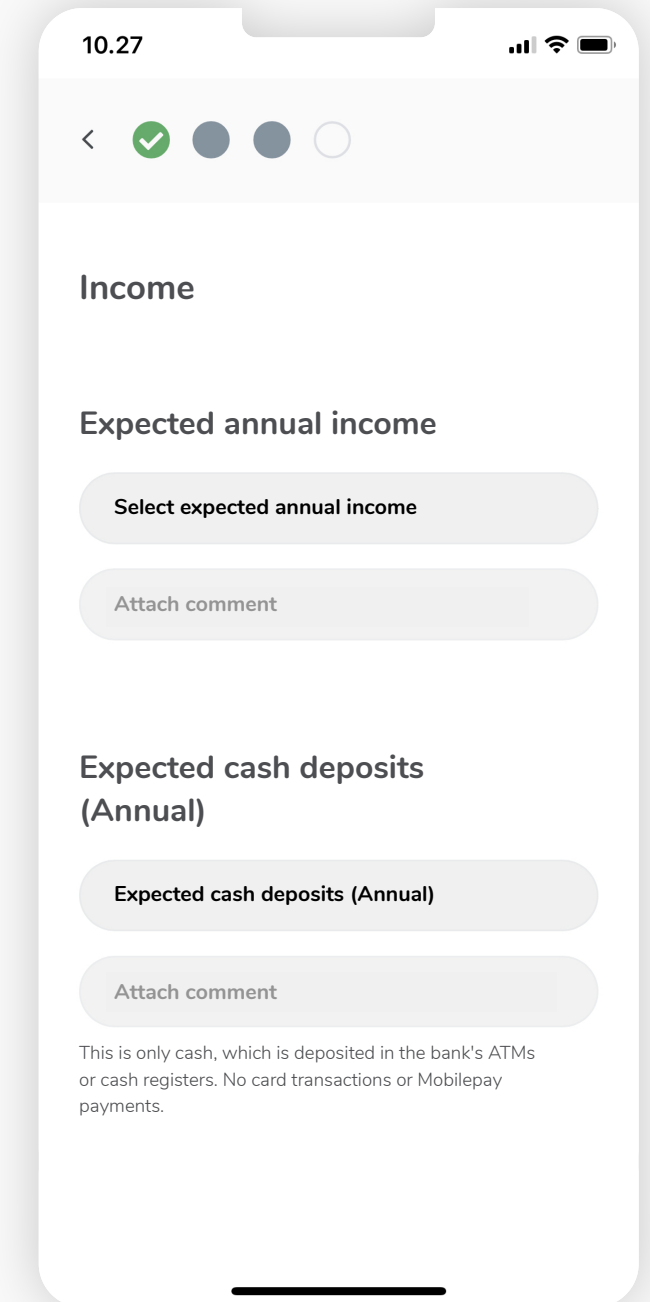 10.27
Income
Expected annual income
Select expected annual income
Attach comment
Expected cash deposits
(Annual)
Expected cash deposits (Annual)
Attach comment
This is only cash, which is deposited in the bank's ATMs
or cash registers. No card transactions or Mobilepay
payments.